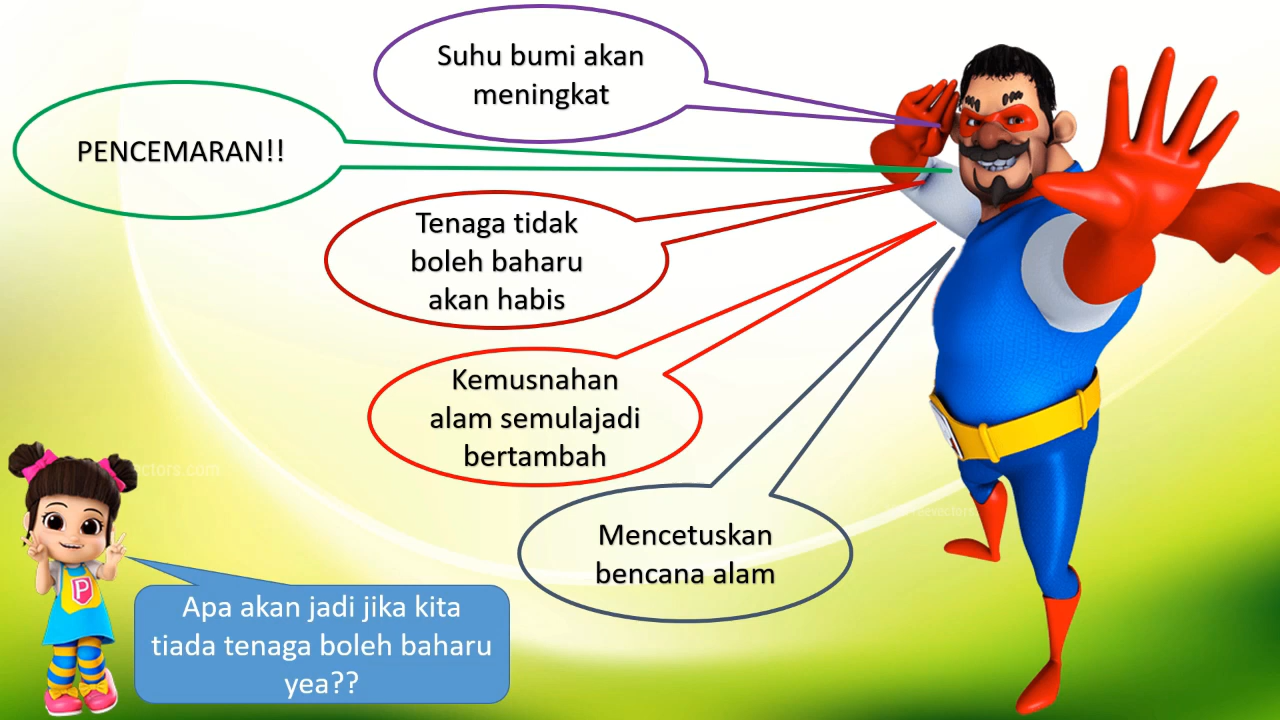 Suhu bumi akan
meningkat
PENCEMARAN!!
Tenaga tidak
boleh baharu
akan habis
Kemusnahan
alam semulajadi
bertambah
Mencetuskan
bencana alam
P
Apa akan jadi jika kita
tiada tenaga boleh baharu
yea??